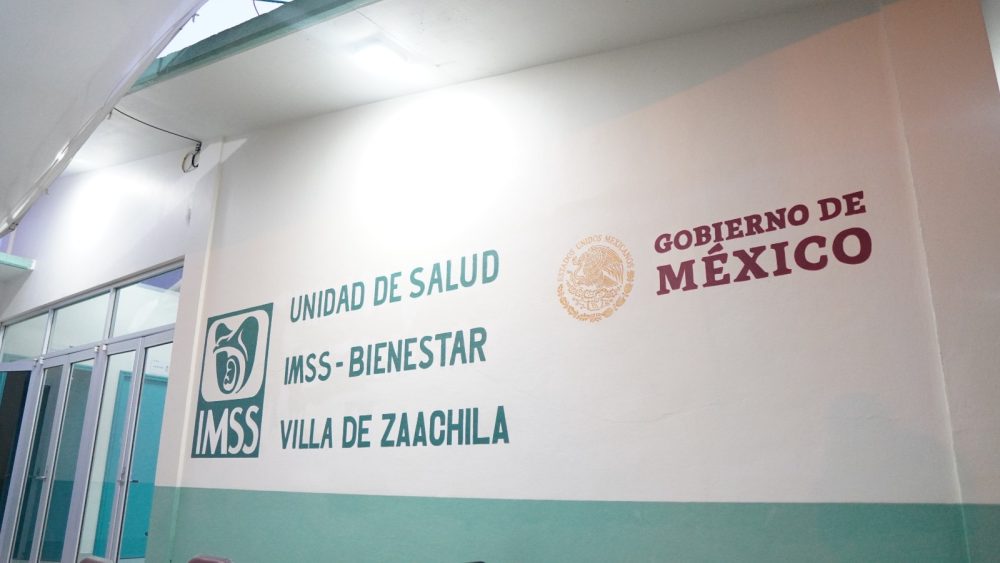 IMSS
UNIDAD DE SALUD
IMSS-BIENESTAR
VILLA DE ZAACHILA
ESTADOS UNIDOS MEXICANOS
GOBIERNO DE
MÉXICO